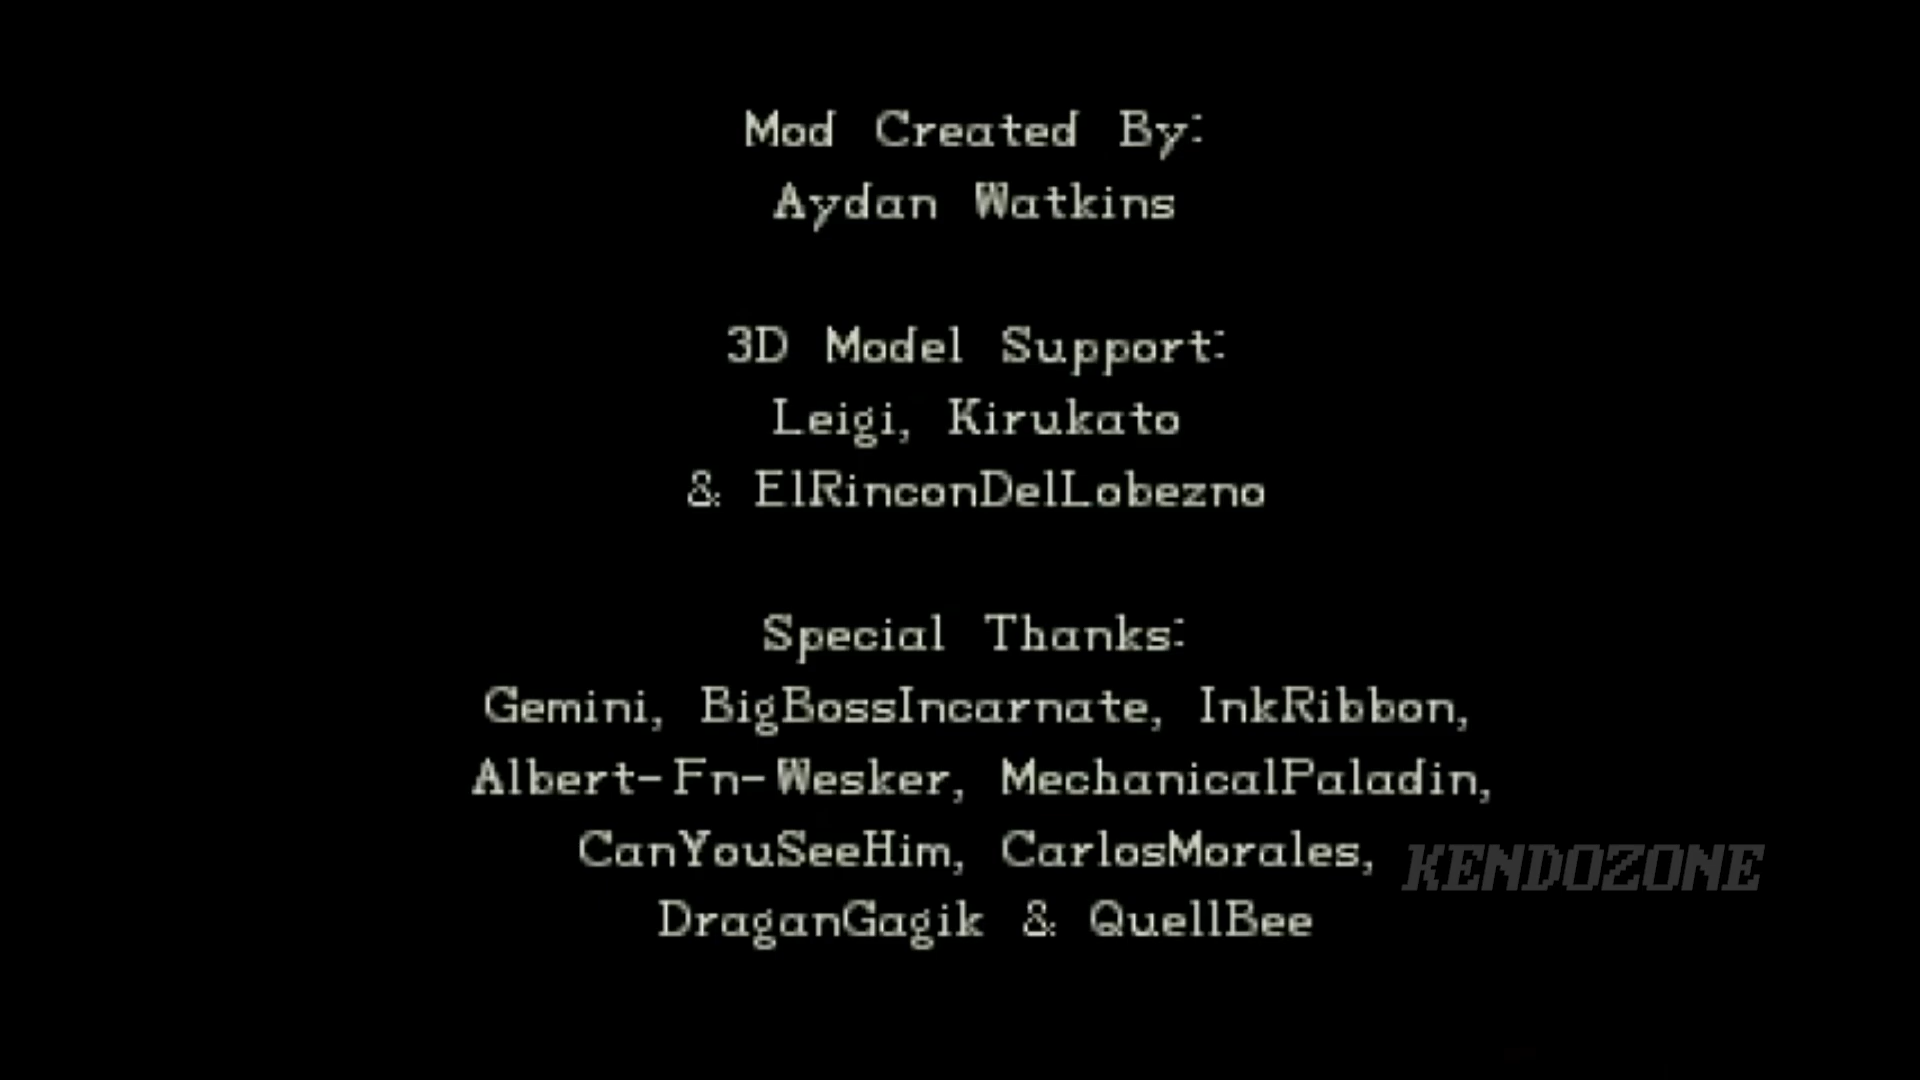 Mod Created By:
Aydan Watkins
3D Model Support:
Leigi, Kirukato
& ElRinconDelLobezno
Special Thanks:
Gemini, BigBossIncarnate, InkRibbon,
Albert-Fn-Wesker, MechanicalPaladin,
CanYouSeeHim, CarlosMorales,
KENDOZONE
DraganGagik & QuellBee